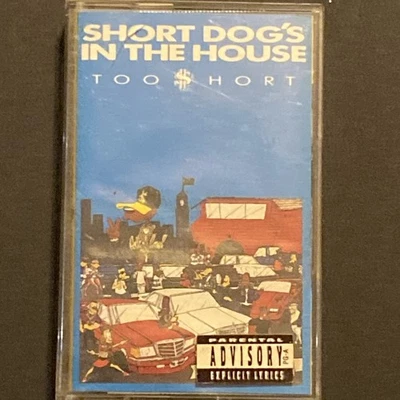 SHORT DOG'S
IN THE HOUSE
TOO $HORT
PARENTAL
ADVISORY
EXPLICIT LYRICS